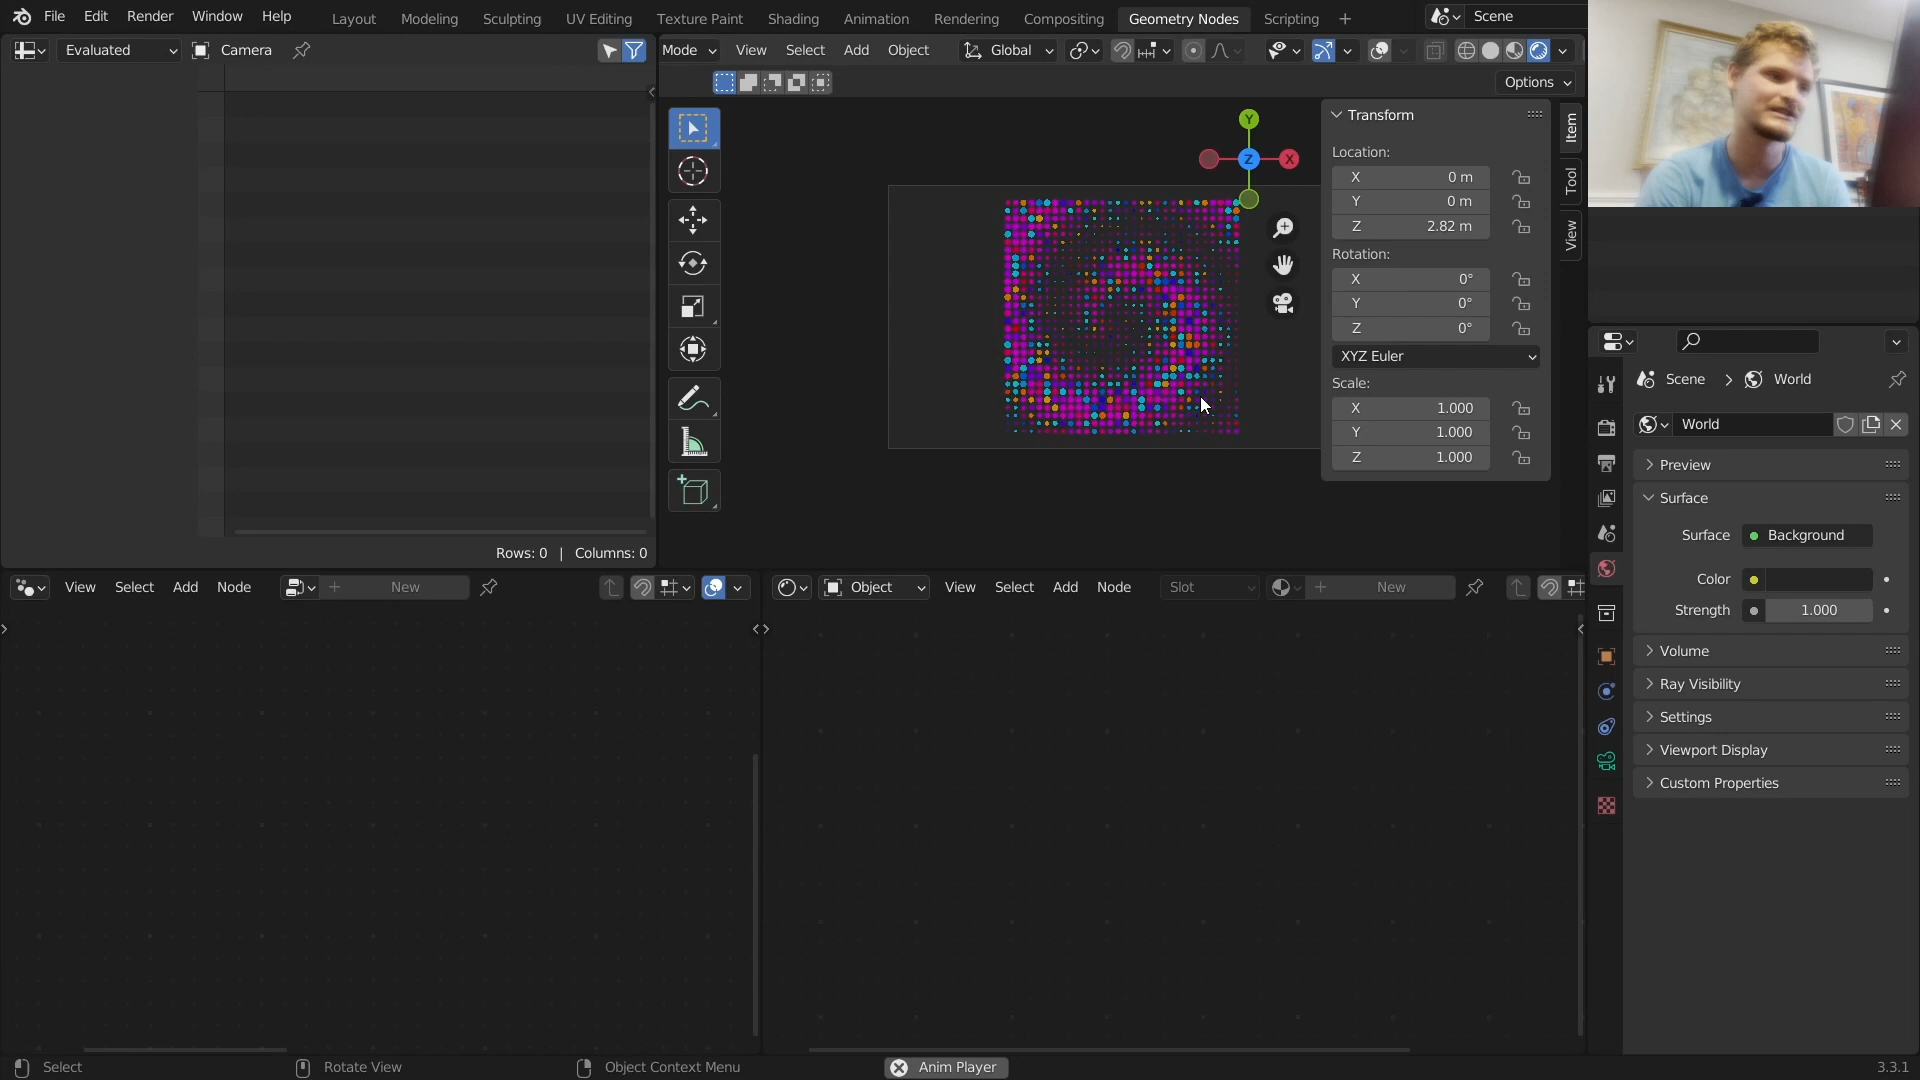 File Edit Render Window Help Layout Modeling Sculpting UV Editing Texture Paint Shading Animation Rendering Compositing Geometry Nodes Scripting Scene
Evaluated Camera
Mode View Select Add Object Global
Options
Transform
Location:
X 0 m
Y 0 m
Z 2.82 m
Rotation:
X 0°
Y 0°
Z 0°
XYZ Euler
Scale:
X 1.000
Y 1.000
Z 1.000
Item
Tool
View
Y
Z
X
Rows: 0 | Columns: 0
View Select Add Node New
Object View Select Add Node Slot New
Scene > World
World
Preview
Surface
Surface Background
Color
Strength 1.000
Volume
Ray Visibility
Settings
Viewport Display
Custom Properties
Select Rotate View Object Context Menu Anim Player 3.3.1